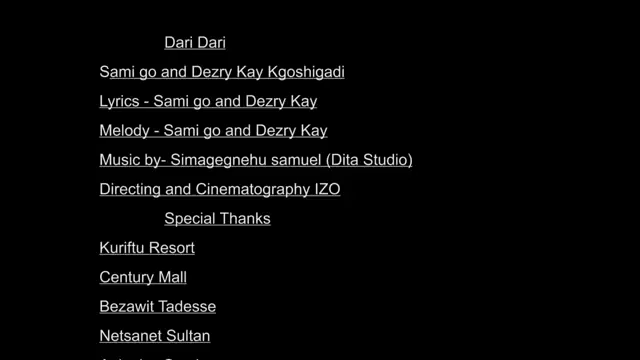 Dari Dari
Sami go and Dezry Kay Kgoshigadi
Lyrics - Sami go and Dezry Kay
Melody - Sami go and Dezry Kay
Music by- Simagegnehu samuel (Dita Studio)
Directing and Cinematography IZO
Special Thanks
Kuriftu Resort
Century Mall
Bezawit Tadesse
Netsanet Sultan